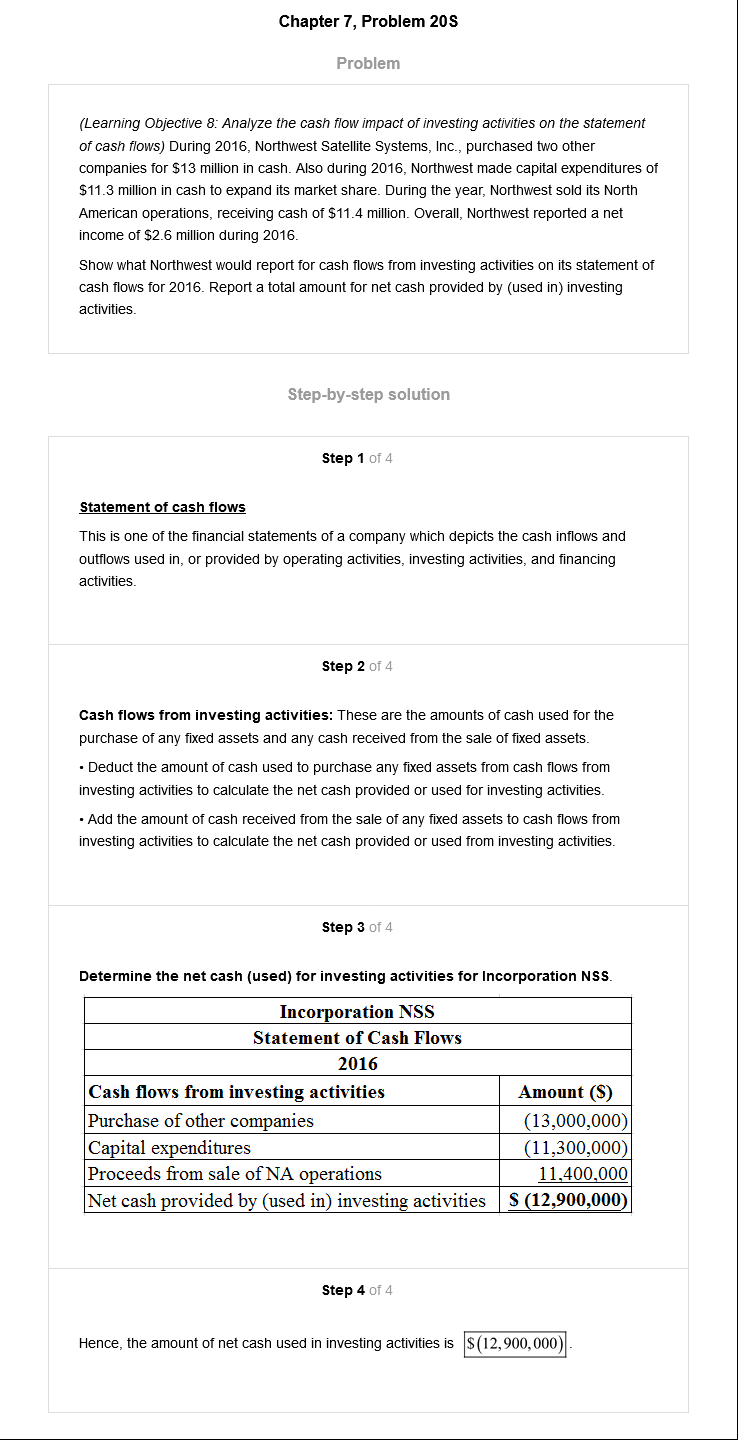 Chapter 7, Problem 20S
Problem
(Learning Objective 8: Analyze the cash flow impact of investing activities on the statement
of cash flows) During 2016, Northwest Satellite Systems, Inc., purchased two other
companies for $13 million in cash. Also during 2016, Northwest made capital expenditures of
$11.3 million in cash to expand its market share. During the year, Northwest sold its North
American operations, receiving cash of $11.4 million. Overall, Northwest reported a net
income of $2.6 million during 2016.
Show what Northwest would report for cash flows from investing activities on its statement of
cash flows for 2016. Report a total amount for net cash provided by (used in) investing
activities.
Step-by-step solution
Step 1 of 4
Statement of cash flows
This is one of the financial statements of a company which depicts the cash inflows and
outflows used in, or provided by operating activities, investing activities, and financing
activities.
Step 2 of 4
Cash flows from investing activities: These are the amounts of cash used for the
purchase of any fixed assets and any cash received from the sale of fixed assets.
• Deduct the amount of cash used to purchase any fixed assets from cash flows from
investing activities to calculate the net cash provided or used for investing activities.
• Add the amount of cash received from the sale of any fixed assets to cash flows from
investing activities to calculate the net cash provided or used from investing activities.
Step 3 of 4
Determine the net cash (used) for investing activities for Incorporation NSS.
Incorporation NSS
Statement of Cash Flows
2016
Cash flows from investing activities Amount ($)
Purchase of other companies (13,000,000)
Capital expenditures (11,300,000)
Proceeds from sale of NA operations 11,400,000
Net cash provided by (used in) investing activities $ (12,900,000)
Step 4 of 4
Hence, the amount of net cash used in investing activities is $(12,900,000).